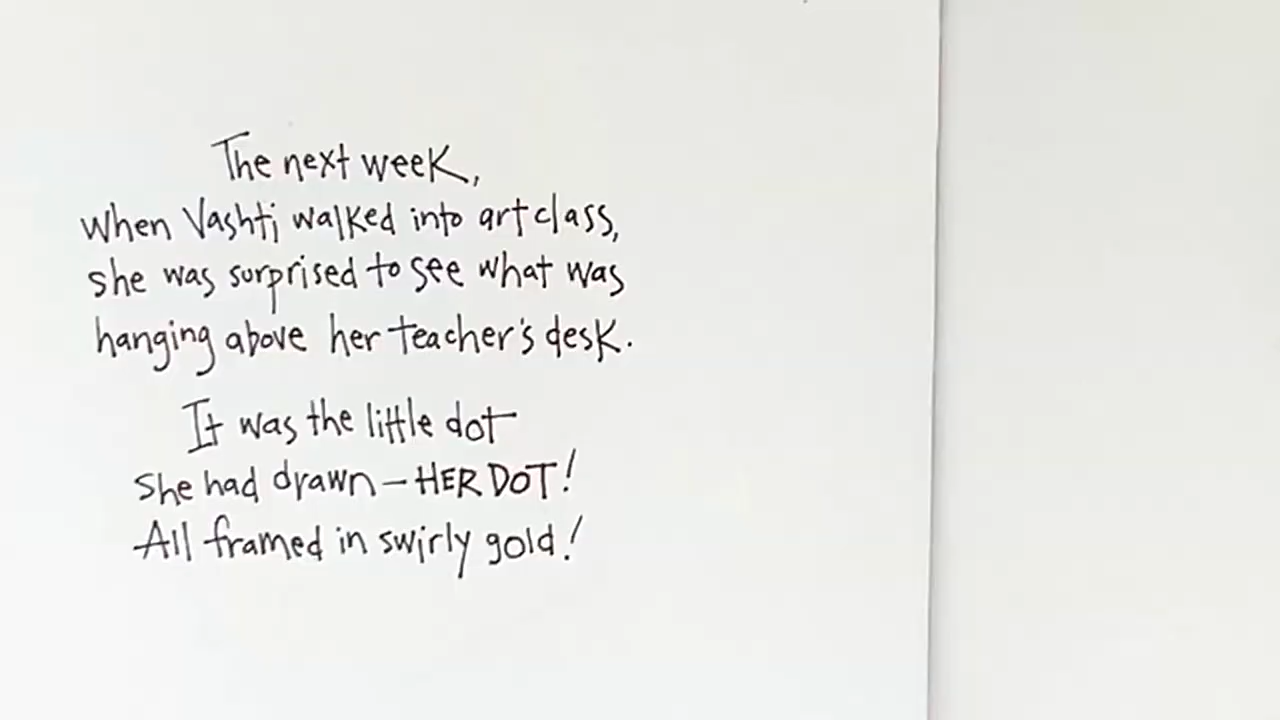 The next week,
when Vashti walked into art class,
she was surprised to see what was
hanging above her teacher's desk.
It was the little dot
She had drawn — HER DOT!
All framed in swirly gold!